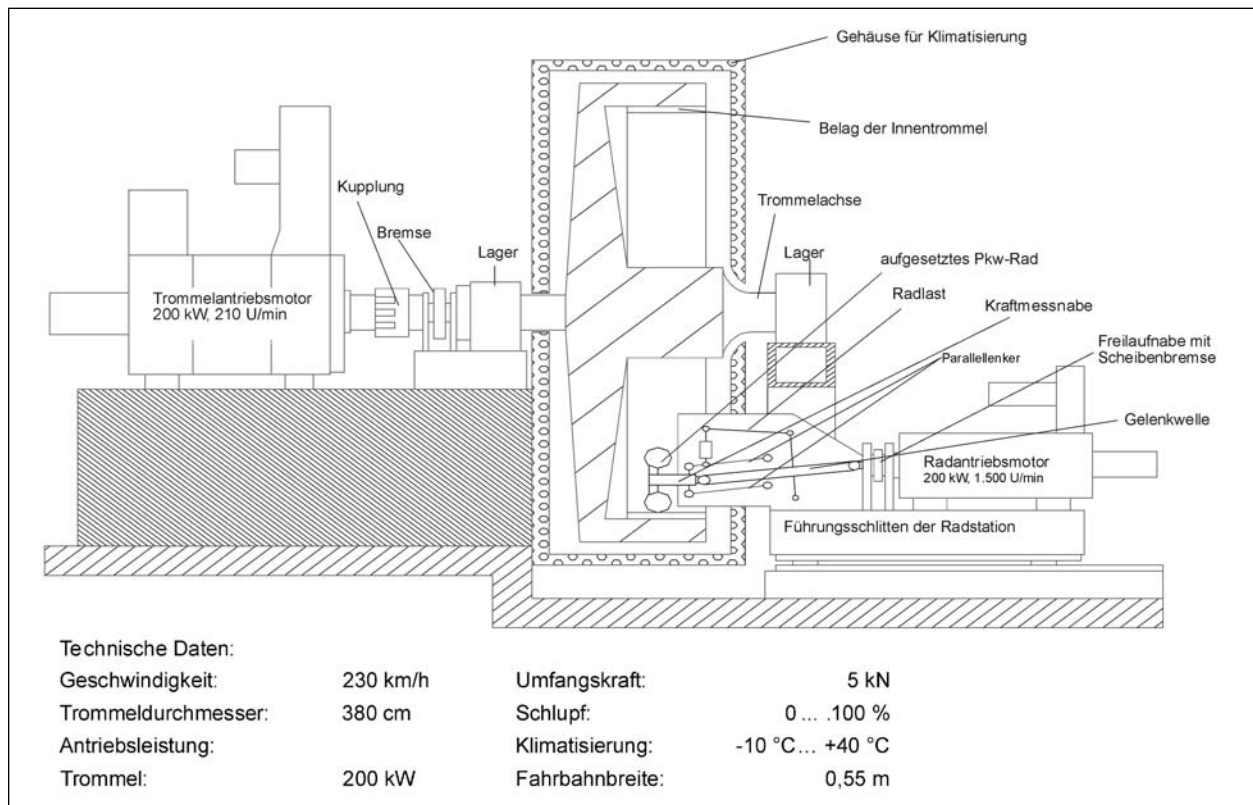 Gehäuse für Klimatisierung
Belag der Innentrommel
Kupplung
Bremse
Lager
Trommelachse
Lager
aufgesetztes Pkw-Rad
Radlast
Kraftmessnabe
Trommelantriebsmotor
200 kW, 210 U/min
Parallellenker
Freilaufnabe mit
Scheibenbremse
Gelenkwelle
Radantriebsmotor
200 kW, 1.500 U/min
Führungsschlitten der Radstation
Technische Daten:
Geschwindigkeit: 230 km/h Umfangskraft: 5 kN
Trommeldurchmesser: 380 cm Schlupf: 0 ... .100 %
Antriebsleistung: Klimatisierung: -10 °C... +40 °C
Trommel: 200 kW Fahrbahnbreite: 0,55 m